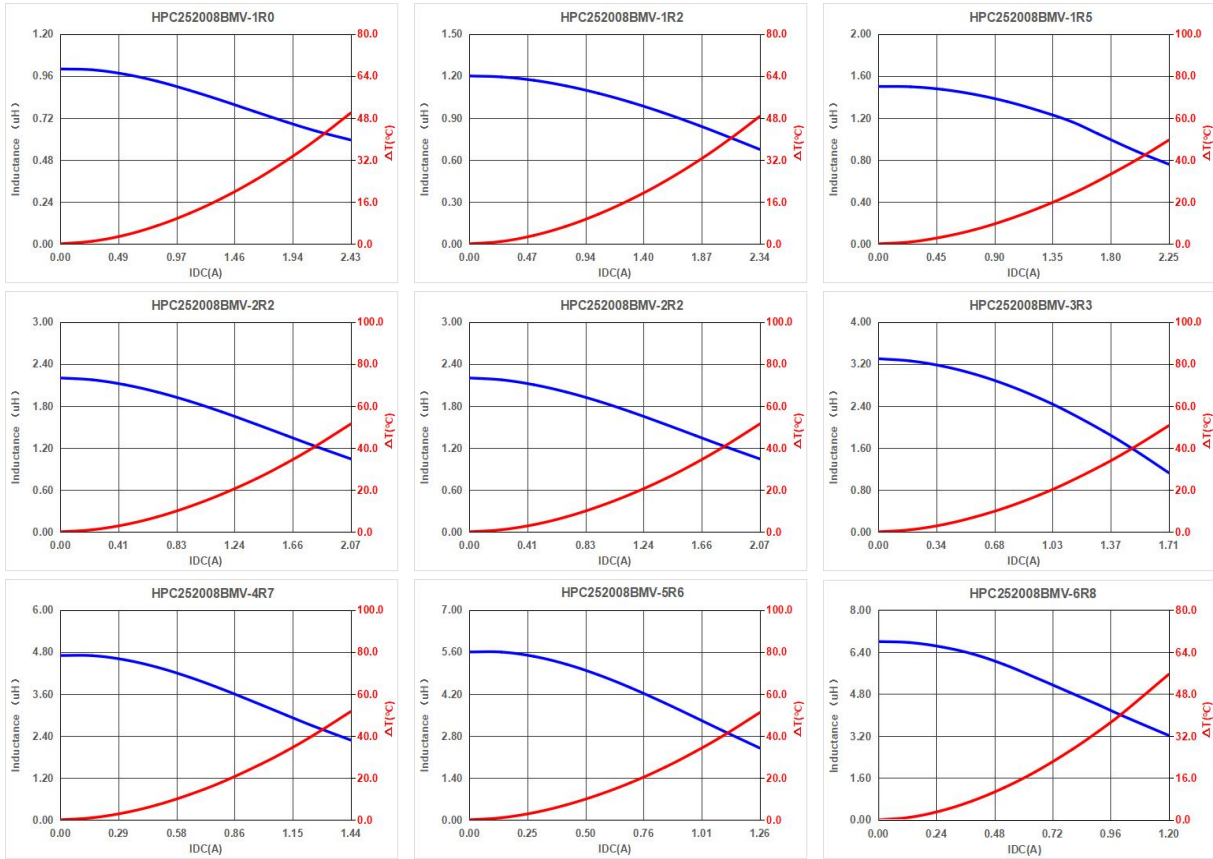 HPC252008BMV-1R0
1.20 80.0
0.96 64.0
0.72 48.0
0.48 32.0
0.24 16.0
0.00 0.0
0.00 0.49 0.97 1.46 1.94 2.43
IDC(A)
Inductance （uH）
ΔT(℃)
HPC252008BMV-1R2
1.50 80.0
1.20 64.0
0.90 48.0
0.60 32.0
0.30 16.0
0.00 0.0
0.00 0.47 0.94 1.40 1.87 2.34
IDC(A)
Inductance （uH）
ΔT(℃)
HPC252008BMV-1R5
2.00 100.0
1.60 80.0
1.20 60.0
0.80 40.0
0.40 20.0
0.00 0.0
0.00 0.45 0.90 1.35 1.80 2.25
IDC(A)
Inductance （uH）
ΔT(℃)
HPC252008BMV-2R2
3.00 100.0
2.40 80.0
1.80 60.0
1.20 40.0
0.60 20.0
0.00 0.0
0.00 0.41 0.83 1.24 1.66 2.07
IDC(A)
Inductance （uH）
ΔT(℃)
HPC252008BMV-2R2
3.00 100.0
2.40 80.0
1.80 60.0
1.20 40.0
0.60 20.0
0.00 0.0
0.00 0.41 0.83 1.24 1.66 2.07
IDC(A)
Inductance （uH）
ΔT(℃)
HPC252008BMV-3R3
4.00 100.0
3.20 80.0
2.40 60.0
1.60 40.0
0.80 20.0
0.00 0.0
0.00 0.34 0.68 1.03 1.37 1.71
IDC(A)
Inductance （uH）
ΔT(℃)
HPC252008BMV-4R7
6.00 100.0
4.80 80.0
3.60 60.0
2.40 40.0
1.20 20.0
0.00 0.0
0.00 0.29 0.58 0.86 1.15 1.44
IDC(A)
Inductance （uH）
ΔT(℃)
HPC252008BMV-5R6
7.00 100.0
5.60 80.0
4.20 60.0
2.80 40.0
1.40 20.0
0.00 0.0
0.00 0.25 0.50 0.76 1.01 1.26
IDC(A)
Inductance （uH）
ΔT(℃)
HPC252008BMV-6R8
8.00 80.0
6.40 64.0
4.80 48.0
3.20 32.0
1.60 16.0
0.00 0.0
0.00 0.24 0.48 0.72 0.96 1.20
IDC(A)
Inductance （uH）
ΔT(℃)